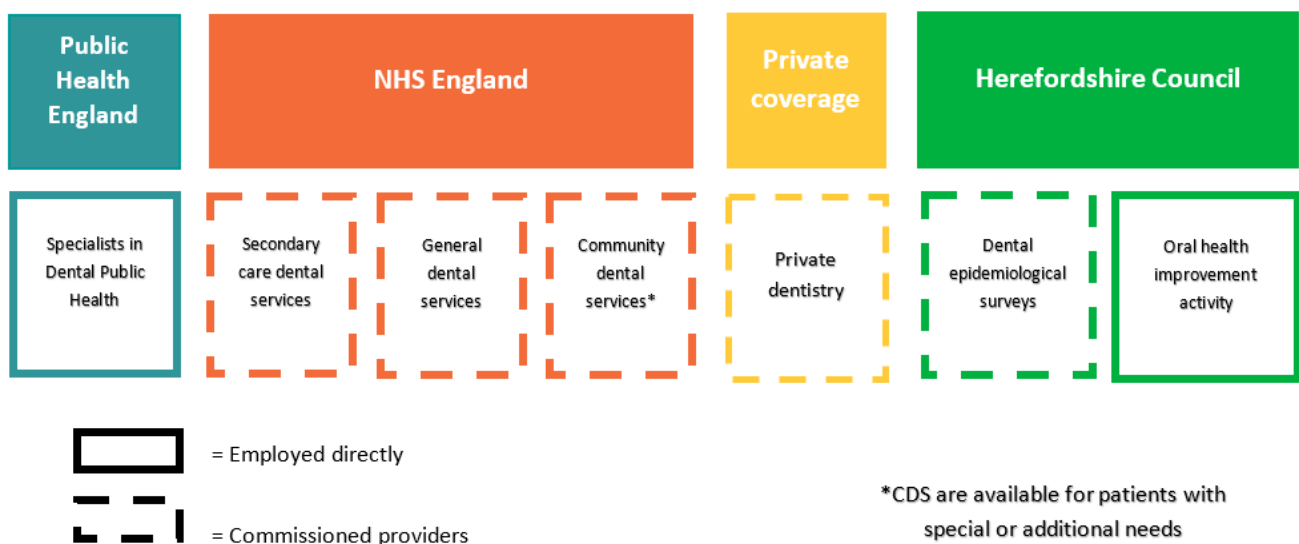 Public
Health
England
NHS England
Private
coverage
Herefordshire Council
Specialists in
Dental Public
Health
Secondary
care dental
services
General
dental
services
Community
dental
services*
Private
dentistry
Dental
epidemiological
surveys
Oral health
improvement
activity
= Employed directly
= Commissioned providers
*CDS are available for patients with
special or additional needs